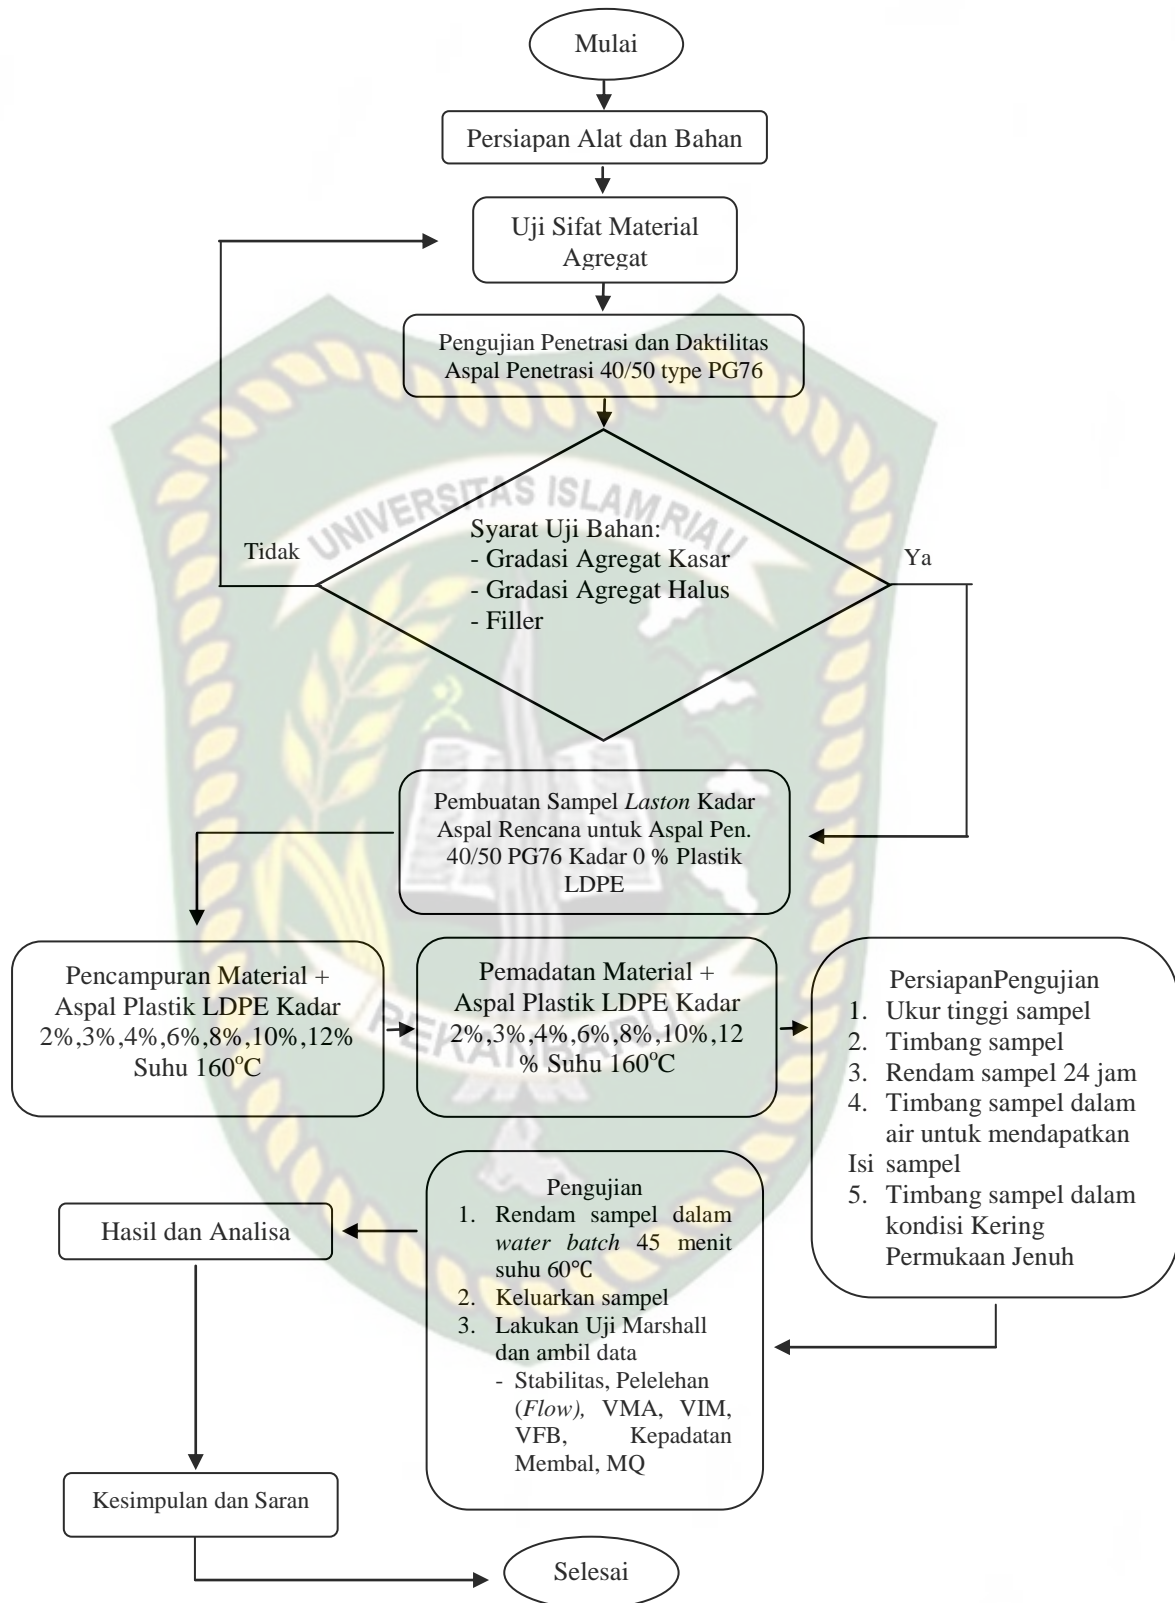 Mulai
Persiapan Alat dan Bahan
Uji Sifat Material
Agregat
Pengujian Penetrasi dan Daktilitas
Aspal Penetrasi 40/50 type PG76
UNIVERSITAS ISLAM RIAU
Syarat Uji Bahan:
- Gradasi Agregat Kasar
- Gradasi Agregat Halus
- Filler
Tidak
Ya
Pembuatan Sampel Laston Kadar
Aspal Rencana untuk Aspal Pen.
40/50 PG76 Kadar 0 % Plastik
LDPE
Pencampuran Material +
Aspal Plastik LDPE Kadar
2%,3%,4%,6%,8%,10%,12%
Suhu 160°C
Pemadatan Material +
Aspal Plastik LDPE Kadar
2%,3%,4%,6%,8%,10%,12
% Suhu 160°C
PEKANBARU
PersiapanPengujian
1. Ukur tinggi sampel
2. Timbang sampel
3. Rendam sampel 24 jam
4. Timbang sampel dalam
air untuk mendapatkan
Isi sampel
5. Timbang sampel dalam
kondisi Kering
Permukaan Jenuh
Pengujian
1. Rendam sampel dalam
water batch 45 menit
suhu 60℃
2. Keluarkan sampel
3. Lakukan Uji Marshall
dan ambil data
- Stabilitas, Pelelehan
(Flow), VMA, VIM,
VFB, Kepadatan
Membal, MQ
Hasil dan Analisa
Kesimpulan dan Saran
Selesai